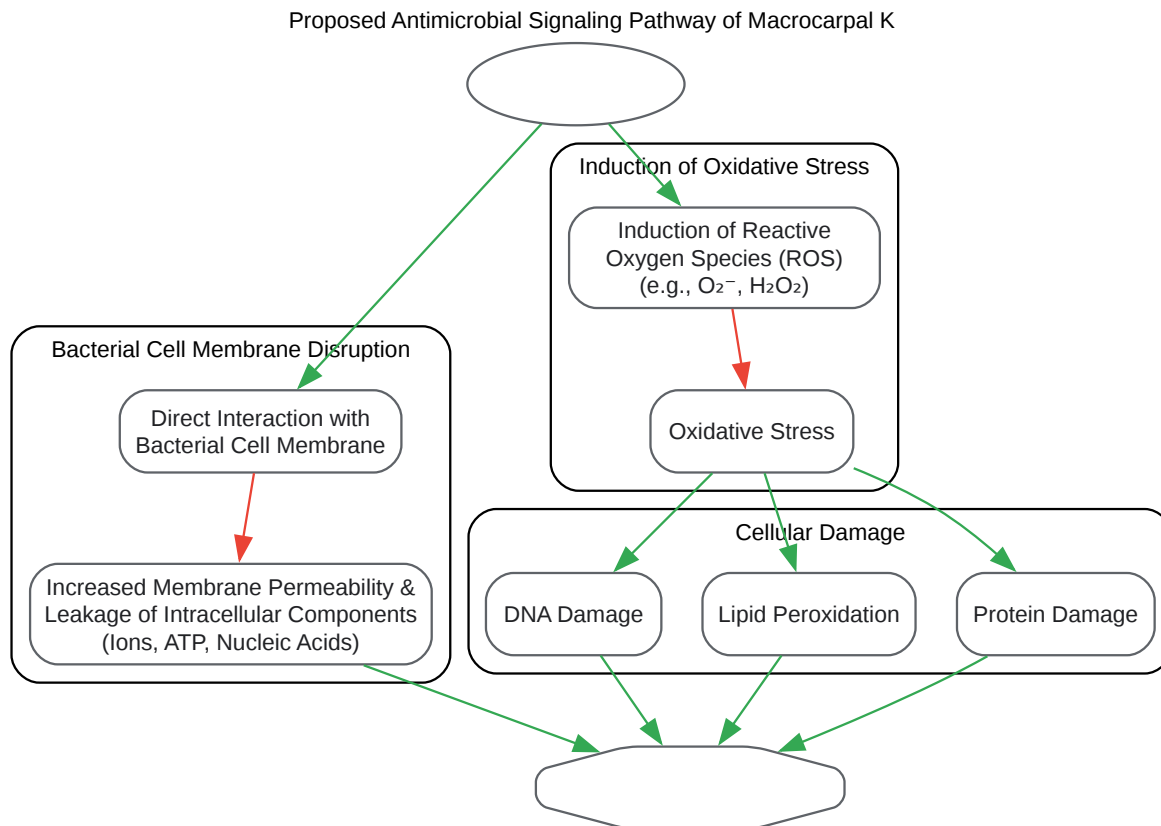 Proposed Antimicrobial Signaling Pathway of Macrocarpal K
Induction of Oxidative Stress
Induction of Reactive
Oxygen Species (ROS)
(e.g., O₂⁻, H₂O₂)
Bacterial Cell Membrane Disruption
Direct Interaction with
Bacterial Cell Membrane
Oxidative Stress
Cellular Damage
Increased Membrane Permeability &
Leakage of Intracellular Components
(Ions, ATP, Nucleic Acids)
DNA Damage
Lipid Peroxidation
Protein Damage